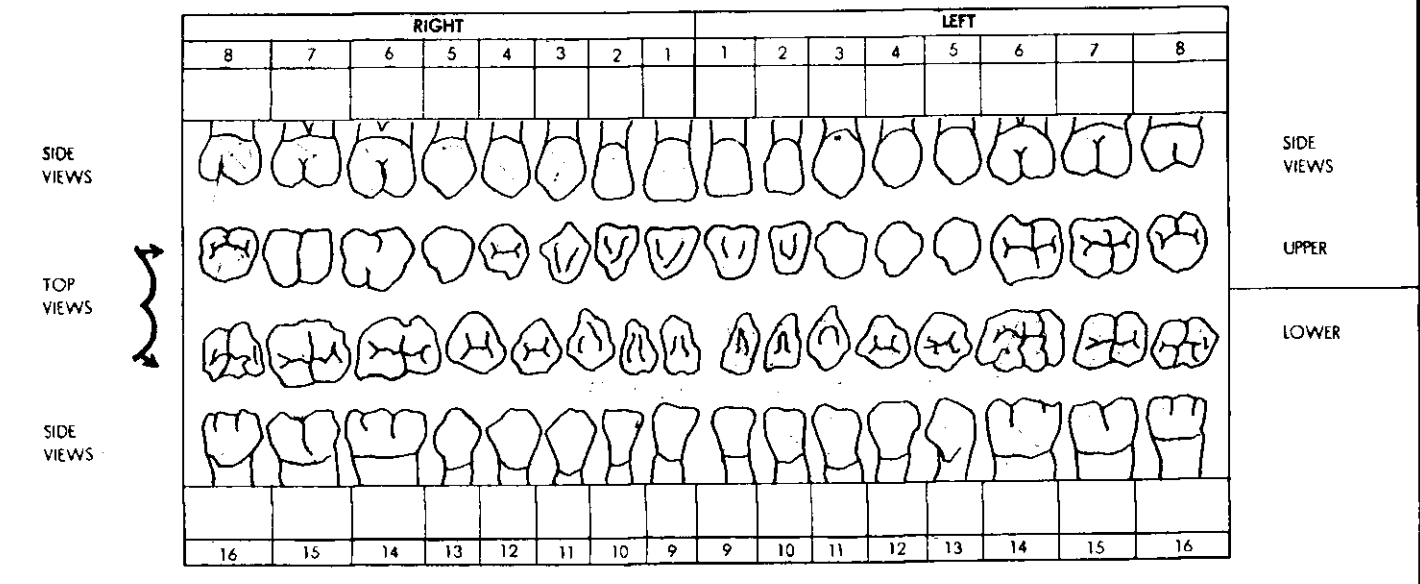 RIGHT LEFT
8 7 6 5 4 3 2 1 1 2 3 4 5 6 7 8
SIDE
VIEWS
SIDE
VIEWS
TOP
VIEWS
UPPER
LOWER
SIDE
VIEWS
16 15 14 13 12 11 10 9 9 10 11 12 13 14 15 16